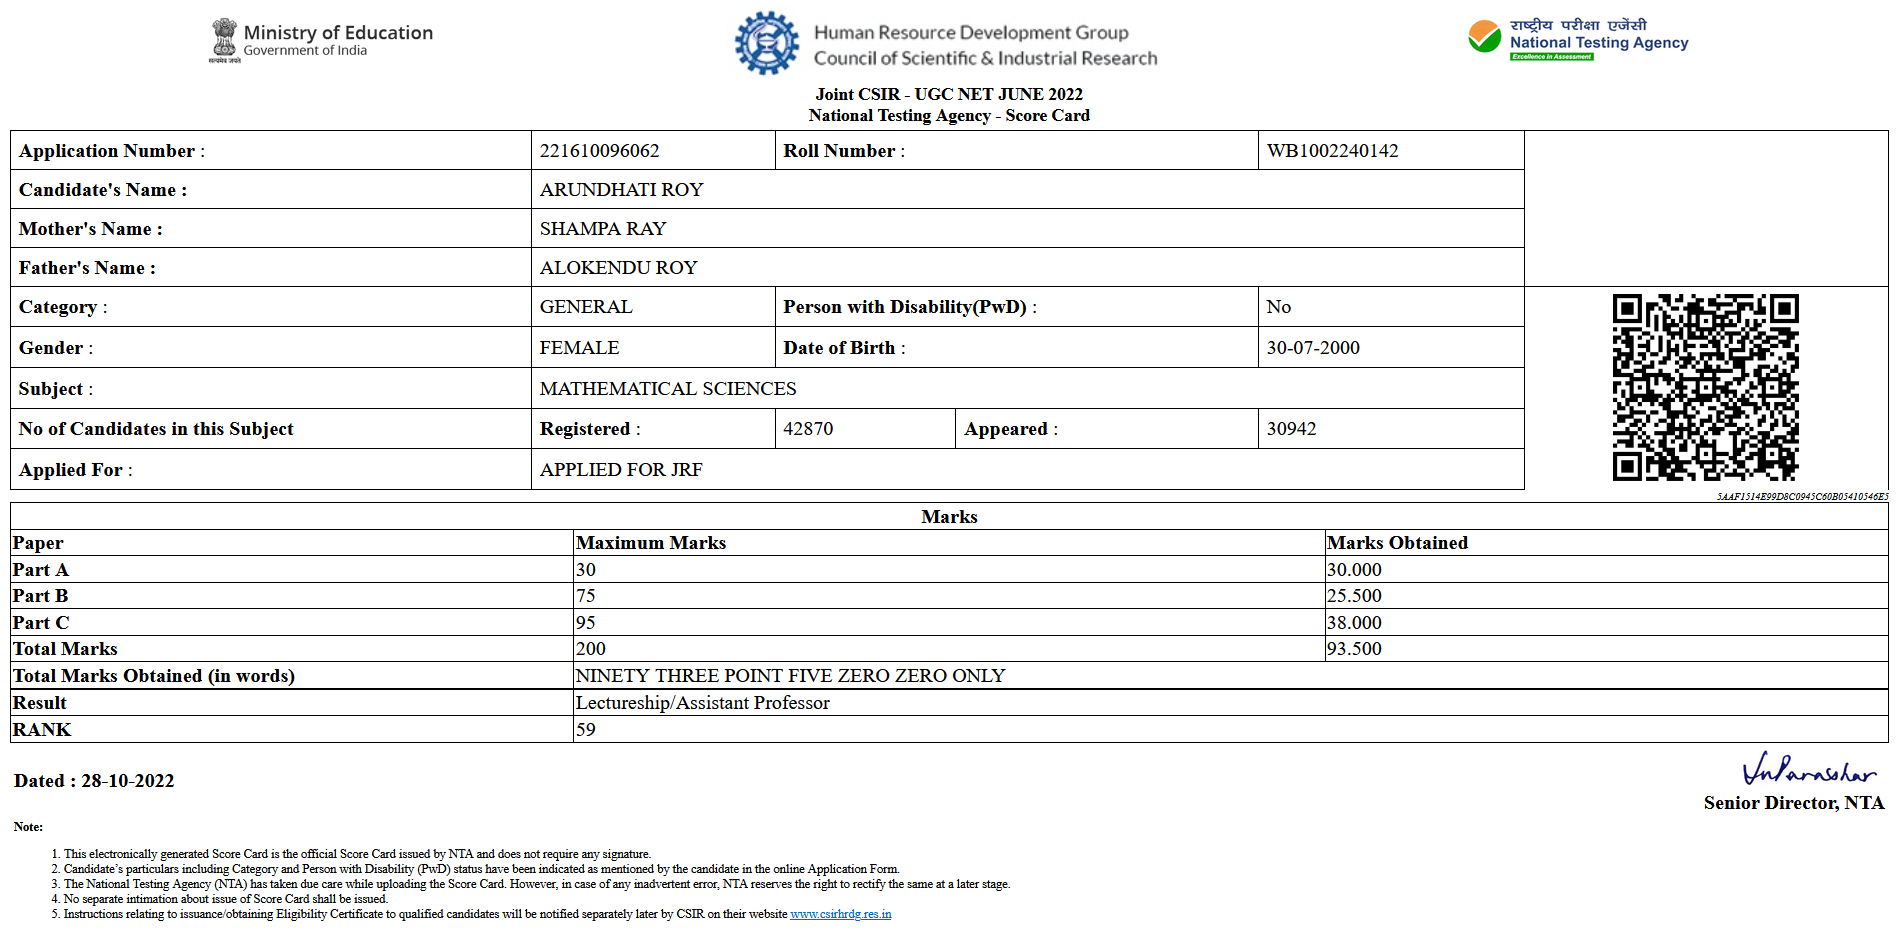 Ministry of Education
Government of India
सत्यमेव जयते
Human Resource Development Group
Council of Scientific & Industrial Research
राष्ट्रीय परीक्षा एजेंसी
National Testing Agency
Excellence in Assessment
Joint CSIR - UGC NET JUNE 2022
National Testing Agency - Score Card
Application Number : 221610096062 Roll Number : WB1002240142
Candidate's Name : ARUNDHATI ROY
Mother's Name : SHAMPA RAY
Father's Name : ALOKENDU ROY
Category : GENERAL Person with Disability(PwD) : No
Gender : FEMALE Date of Birth : 30-07-2000
Subject : MATHEMATICAL SCIENCES
No of Candidates in this Subject Registered : 42870 Appeared : 30942
Applied For : APPLIED FOR JRF
5AAF1514E99D8C0945C60B05410546E5
Marks
Paper Maximum Marks Marks Obtained
Part A 30 30.000
Part B 75 25.500
Part C 95 38.000
Total Marks 200 93.500
Total Marks Obtained (in words) NINETY THREE POINT FIVE ZERO ZERO ONLY
Result Lectureship/Assistant Professor
RANK 59
Dated : 28-10-2022
Senior Director, NTA
Note:
1. This electronically generated Score Card is the official Score Card issued by NTA and does not require any signature.
2. Candidate's particulars including Category and Person with Disability (PwD) status have been indicated as mentioned by the candidate in the online Application Form.
3. The National Testing Agency (NTA) has taken due care while uploading the Score Card. However, in case of any inadvertent error, NTA reserves the right to rectify the same at a later stage.
4. No separate intimation about issue of Score Card shall be issued.
5. Instructions relating to issuance/obtaining Eligibility Certificate to qualified candidates will be notified separately later by CSIR on their website www.csirhrdg.res.in